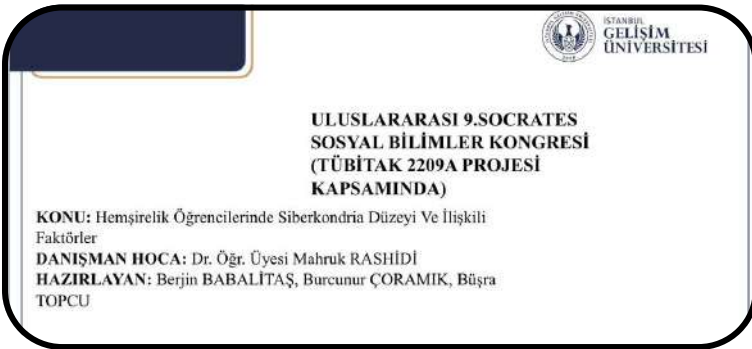 İSTANBUL
GELİŞİM
ÜNİVERSİTESİ
ULUSLARARASI 9.SOCRATES
SOSYAL BİLİMLER KONGRESİ
(TÜBİTAK 2209A PROJESİ
KAPSAMINDA)
KONU: Hemşirelik Öğrencilerinde Siberkondria Düzeyi Ve İlişkili
Faktörler
DANIŞMAN HOCA: Dr. Öğr. Üyesi Mahruk RASHİDİ
HAZIRLAYAN: Berjin BABALİTAŞ, Burcunur ÇORAMIK, Büşra
TOPCU